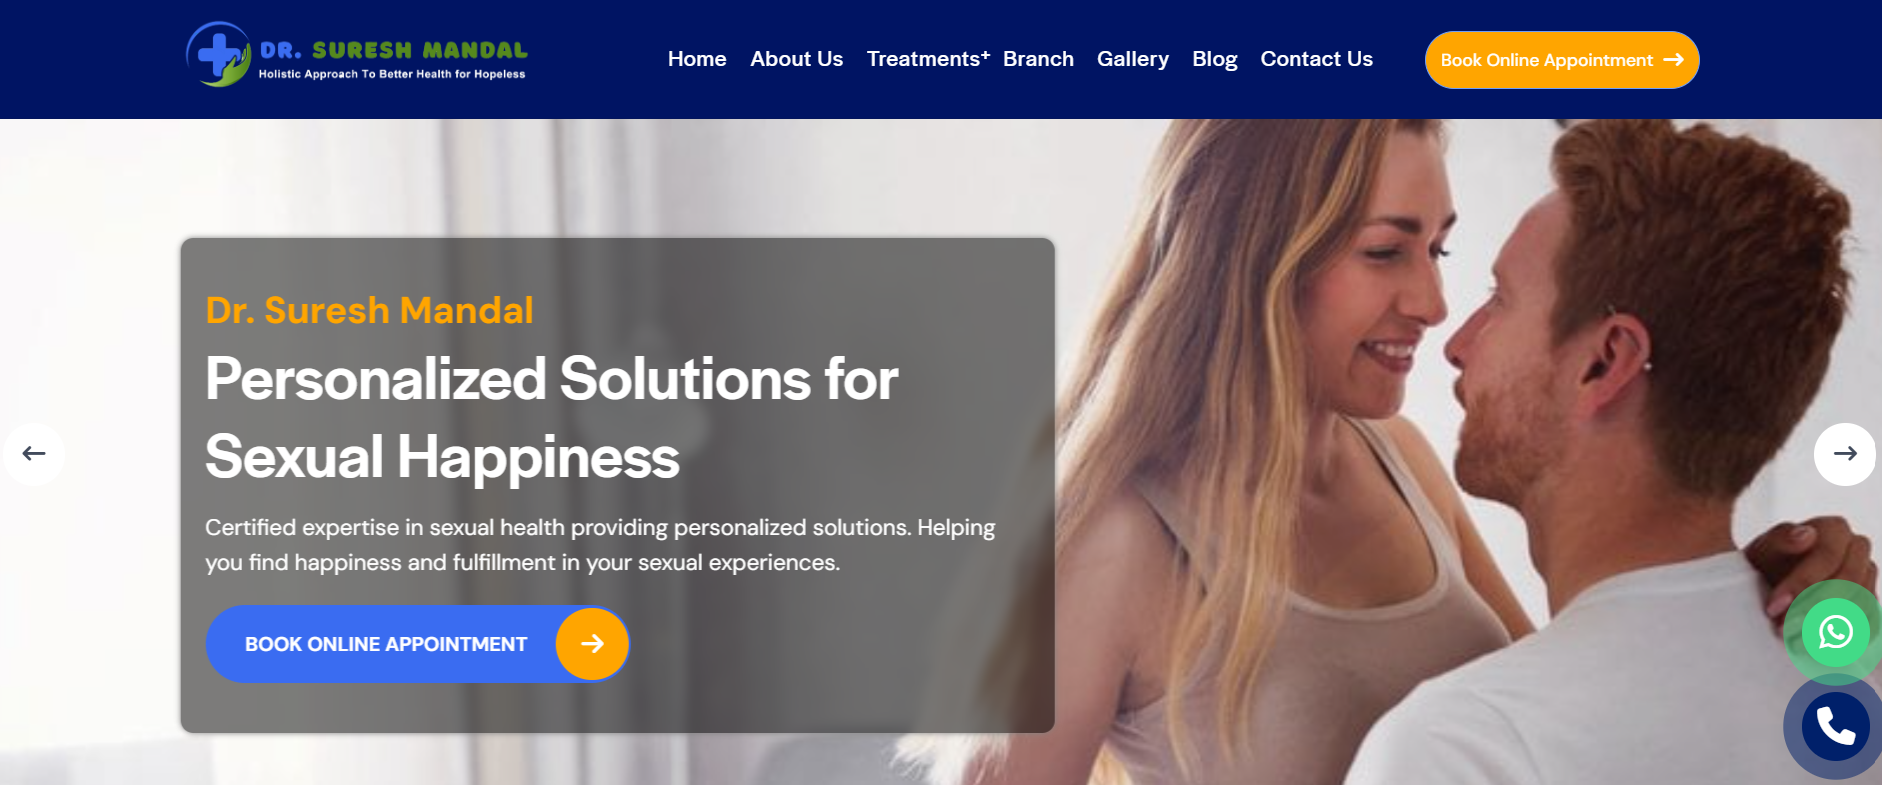 DR. SURESH MANDAL
Holistic Approach To Better Health for Hopeless
Home About Us Treatments+ Branch Gallery Blog Contact Us
Book Online Appointment
Dr. Suresh Mandal
Personalized Solutions for
Sexual Happiness
Certified expertise in sexual health providing personalized solutions. Helping
you find happiness and fulfillment in your sexual experiences.
BOOK ONLINE APPOINTMENT